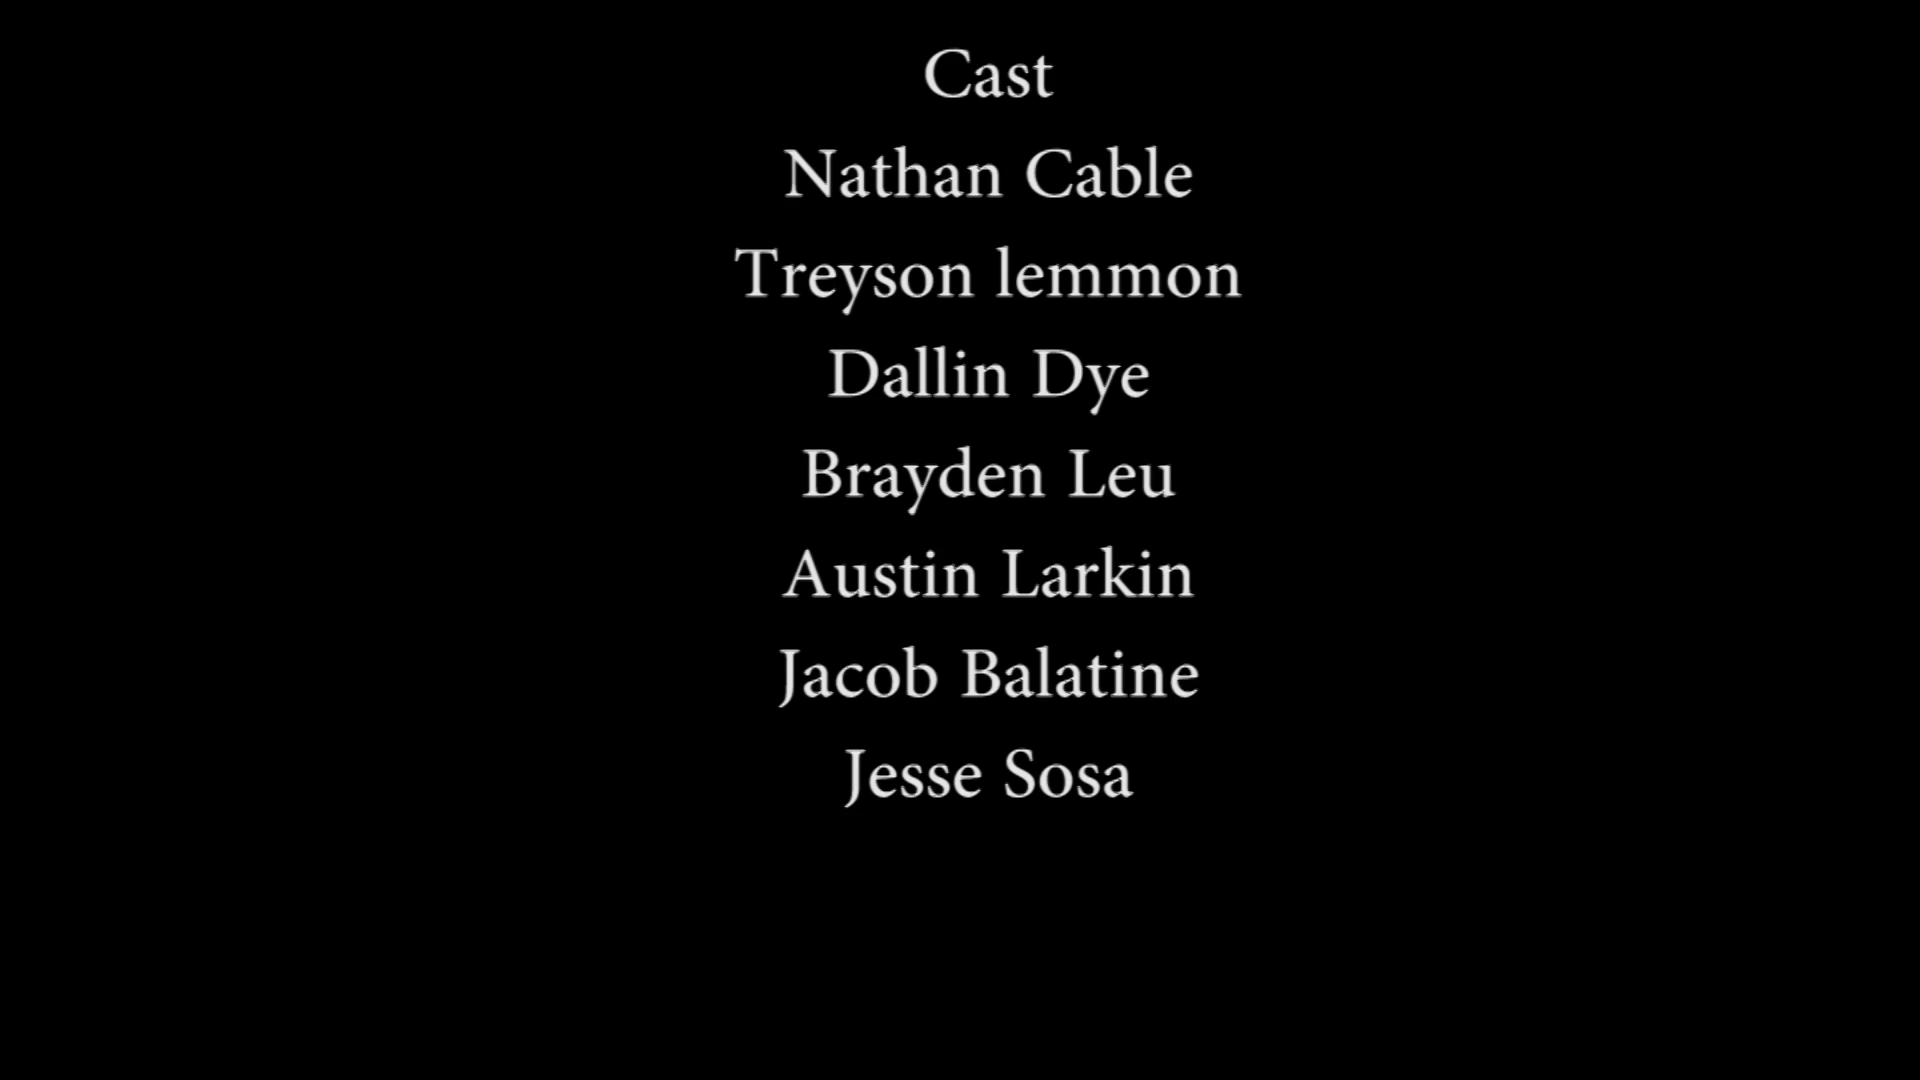 Cast
Nathan Cable
Treyson lemmon
Dallin Dye
Brayden Leu
Austin Larkin
Jacob Balatine
Jesse Sosa